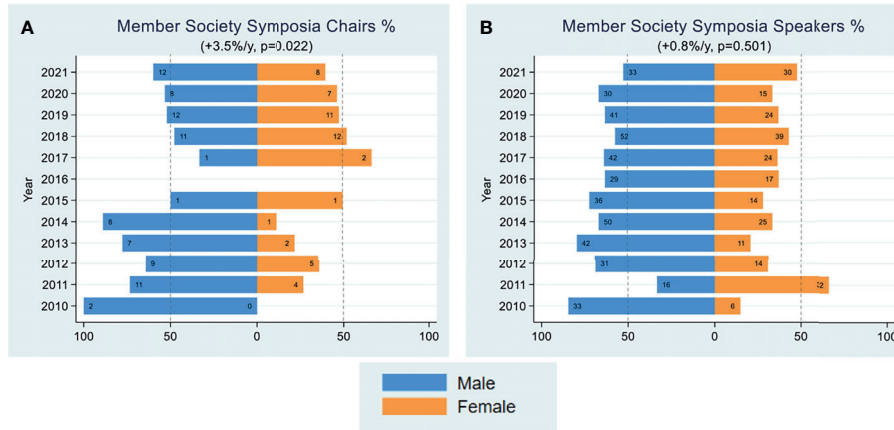 A
Member Society Symposia Chairs %
(+3.5%/y, p=0.022)
Year
2021 12 8
2020 8 7
2019 12 11
2018 11 12
2017 1 2
2016
2015 1 1
2014 8 1
2013 7 2
2012 9 5
2011 11 4
2010 2 0
100 50 0 50 100
B
Member Society Symposia Speakers %
(+0.8%/y, p=0.501)
Year
2021 33 30
2020 30 15
2019 41 24
2018 52 39
2017 42 24
2016 29 17
2015 36 14
2014 50 25
2013 42 11
2012 31 14
2011 16 32
2010 33 6
100 50 0 50 100
Male
Female